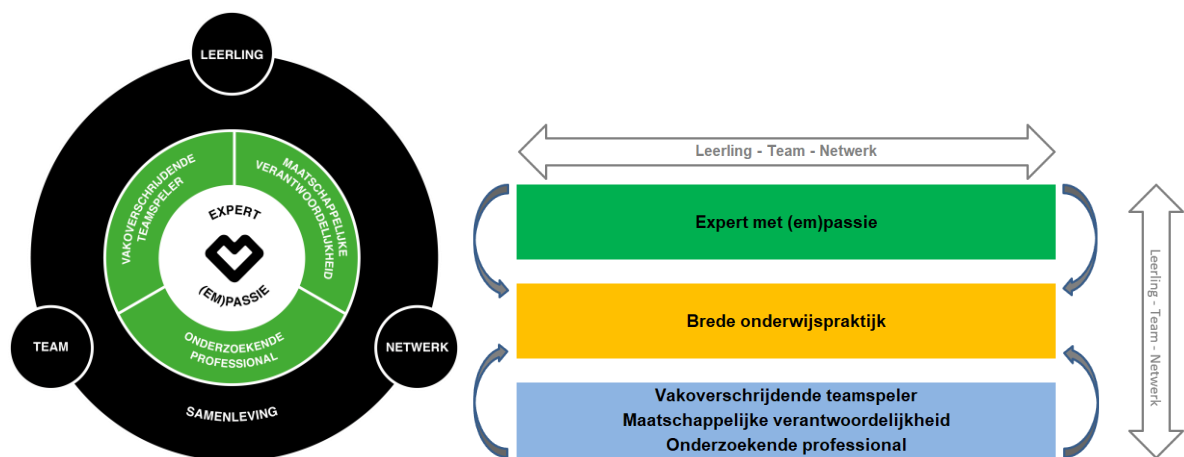 LEERLING
VAKOVERSCHRIJDENDE
TEAMSPELER
MAATSCHAPPELIJKE
VERANTWOORDELIJKHEID
EXPERT
(EM)PASSIE
ONDERZOEKENDE
PROFESSIONAL
TEAM
NETWERK
SAMENLEVING
Leerling - Team - Netwerk
Expert met (em)passie
Brede onderwijspraktijk
Vakoverschrijdende teamspeler
Maatschappelijke verantwoordelijkheid
Onderzoekende professional
Leerling - Team - Netwerk